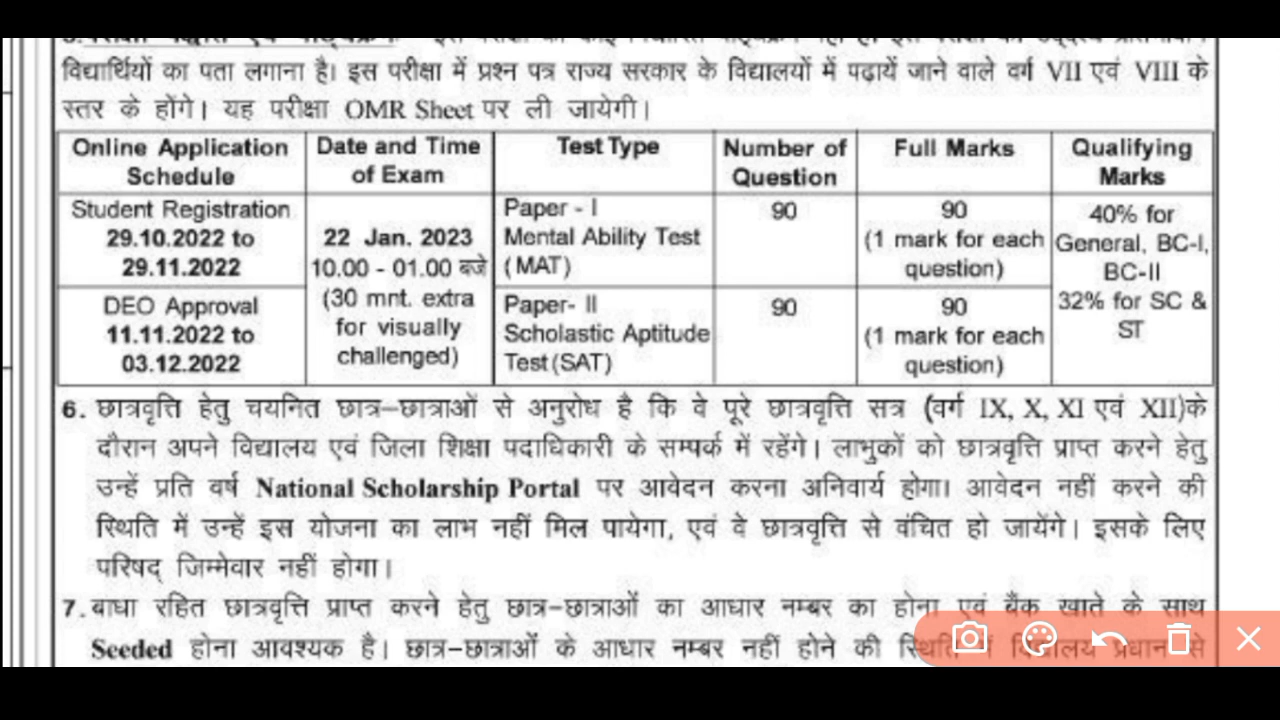 विद्यार्थियों का पता लगाना है। इस परीक्षा में प्रश्न पत्र राज्य सरकार के विद्यालयों में पढ़ायें जाने वाले वर्ग VII एवं VIII के
स्तर के होंगे। यह परीक्षा OMR Sheet पर ली जायेगी।
Online Application Schedule
Date and Time of Exam
Test Type
Number of Question
Full Marks
Qualifying Marks
Student Registration
29.10.2022 to
29.11.2022
22 Jan. 2023
10.00 - 01.00 बजे
(30 mnt. extra
for visually
challenged)
Paper - I
Mental Ability Test
(MAT)
90
90
(1 mark for each
question)
40% for
General, BC-I,
BC-II
32% for SC &
ST
DEO Approval
11.11.2022 to
03.12.2022
Paper- II
Scholastic Aptitude
Test (SAT)
90
90
(1 mark for each
question)
6. छात्रवृत्ति हेतु चयनित छात्र-छात्राओं से अनुरोध है कि वे पूरे छात्रवृत्ति सत्र (वर्ग IX, X, XI एवं XII)के
दौरान अपने विद्यालय एवं जिला शिक्षा पदाधिकारी के सम्पर्क में रहेंगे। लाभुकों को छात्रवृत्ति प्राप्त करने हेतु
उन्हें प्रति वर्ष National Scholarship Portal पर आवेदन करना अनिवार्य होगा। आवेदन नहीं करने की
स्थिति में उन्हें इस योजना का लाभ नहीं मिल पायेगा, एवं वे छात्रवृत्ति से वंचित हो जायेंगे। इसके लिए
परिषद् जिम्मेवार नहीं होगा।
7. बाधा रहित छात्रवृत्ति प्राप्त करने हेतु छात्र-छात्राओं का आधार नम्बर का होना एवं बैंक खाते के साथ
Seeded होना आवश्यक है। छात्र-छात्राओं के आधार नम्बर नहीं होने की